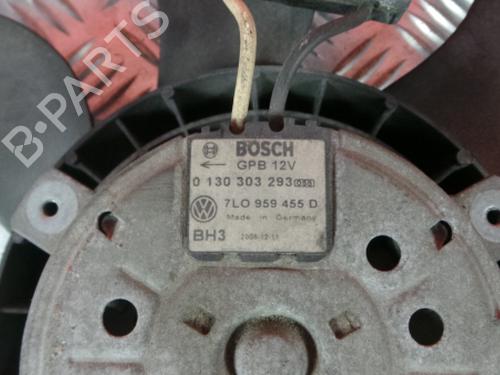 BOSCH
GPB 12V
0 130 303 293
7L0 959 455 D
Made in Germany
BH3
B-PARTS